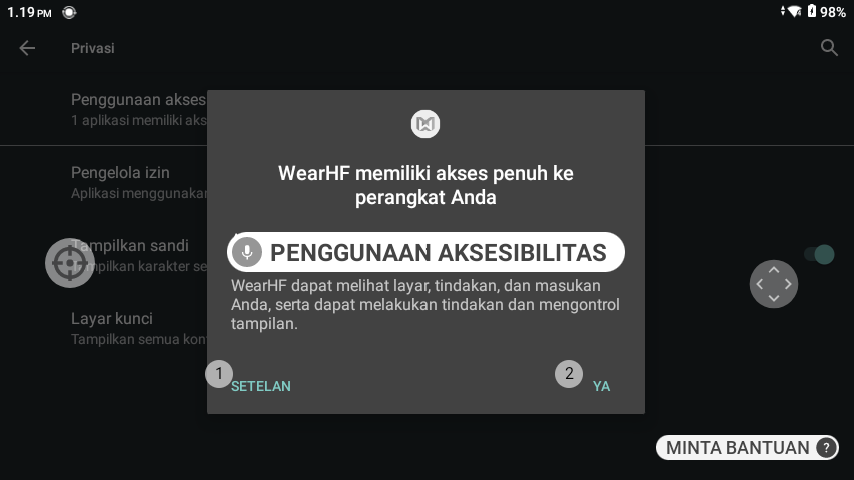 1.19 PM
98%
Privasi
Penggunaan akses
1 aplikasi memiliki aks
Pengelola izin
Aplikasi menggunakan
Tampilkan sandi
Tampilkan karakter se
Layar kunci
Tampilkan semua kon
WearHF memiliki akses penuh ke
perangkat Anda
PENGGUNAAN AKSESIBILITAS
WearHF dapat melihat layar, tindakan, dan masukan
Anda, serta dapat melakukan tindakan dan mengontrol
tampilan.
1
SETELAN
2
YA
MINTA BANTUAN ?